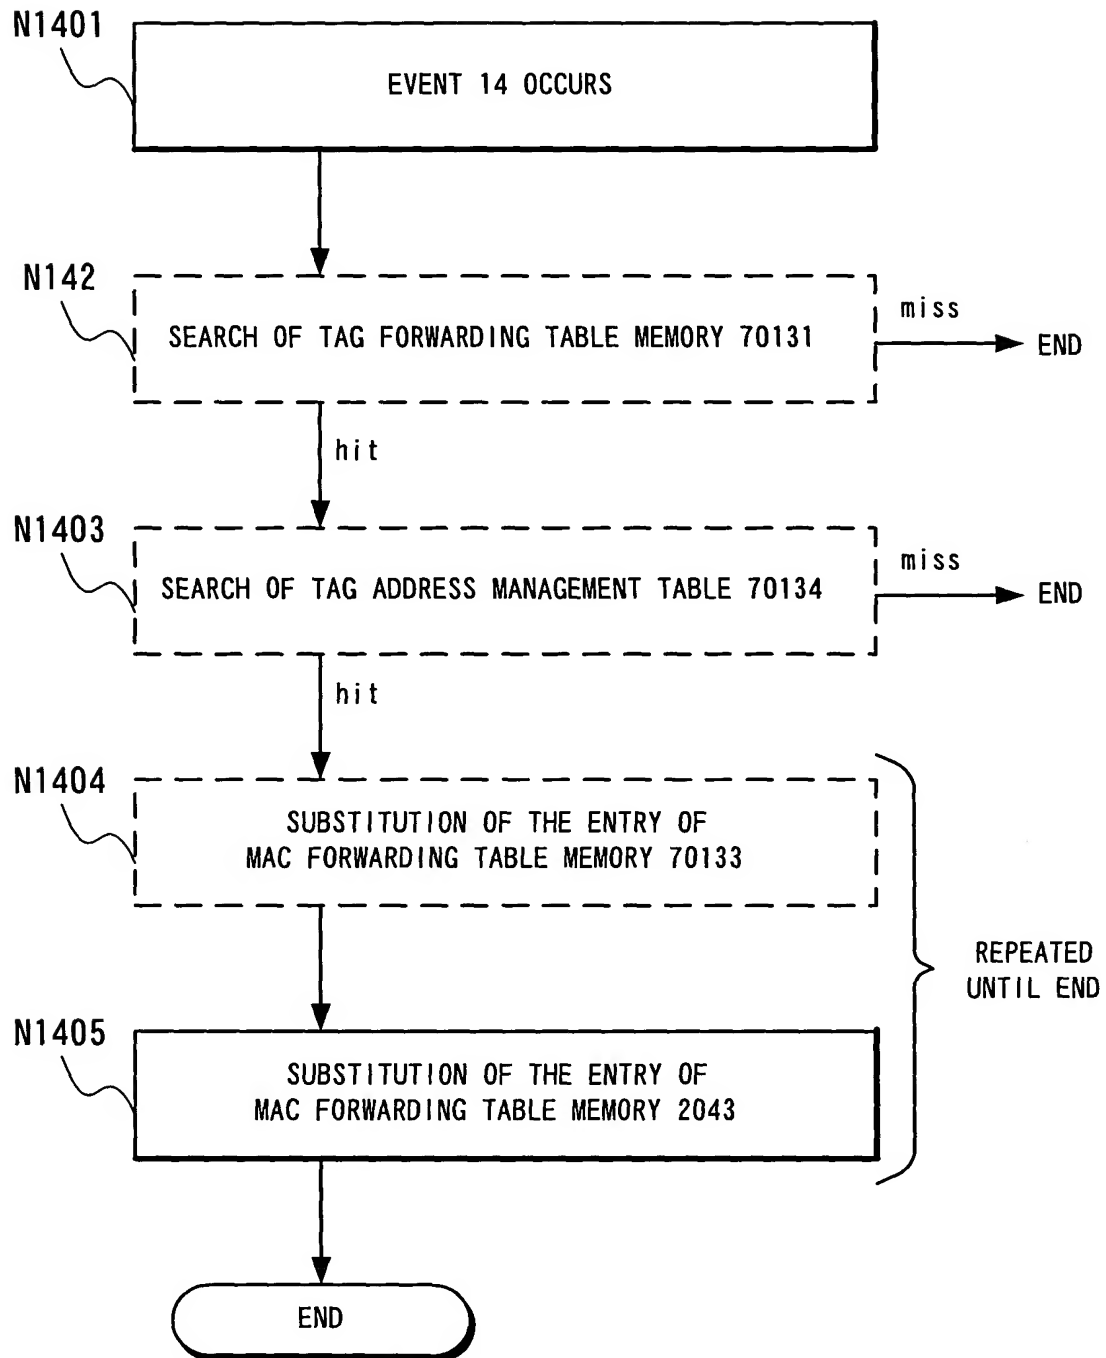 N1401
EVENT 14 OCCURS
N142
SEARCH OF TAG FORWARDING TABLE MEMORY 70131
miss
END
hit
N1403
SEARCH OF TAG ADDRESS MANAGEMENT TABLE 70134
miss
END
hit
N1404
SUBSTITUTION OF THE ENTRY OF
MAC FORWARDING TABLE MEMORY 70133
REPEATED
UNTIL END
N1405
SUBSTITUTION OF THE ENTRY OF
MAC FORWARDING TABLE MEMORY 2043
END